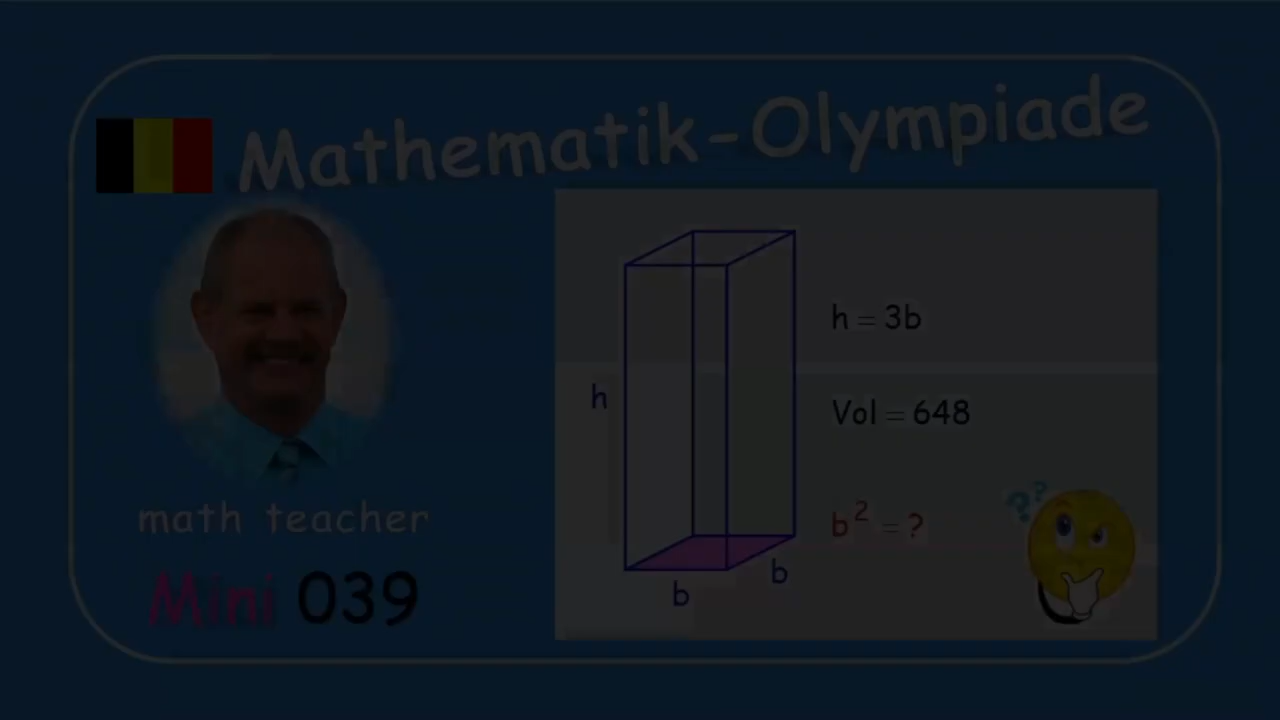 Mathematik-Olympiade
math teacher
Mini 039
h = 3b
Vol = 648
b² = ?
h
b
b
??